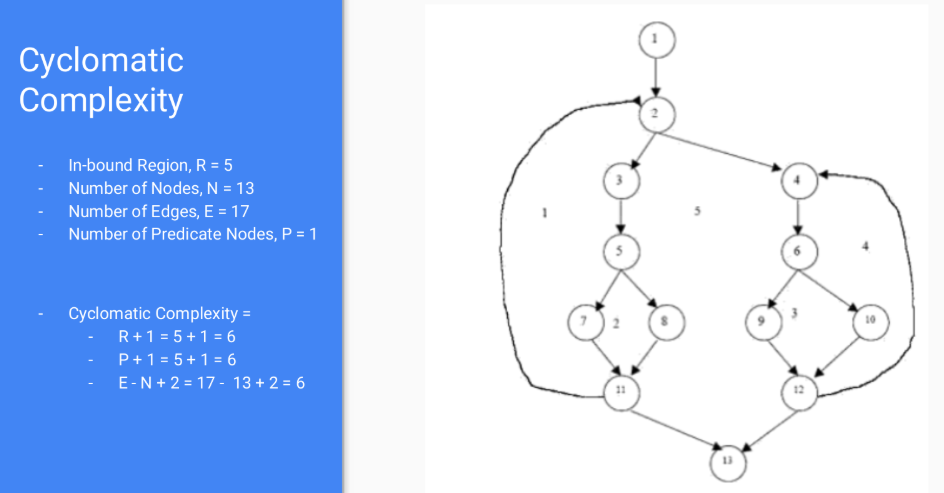 Cyclomatic
Complexity
- In-bound Region, R = 5
- Number of Nodes, N = 13
- Number of Edges, E = 17
- Number of Predicate Nodes, P = 1
- Cyclomatic Complexity =
- R + 1 = 5 + 1 = 6
- P + 1 = 5 + 1 = 6
- E - N + 2 = 17 - 13 + 2 = 6
1
2
3
4
1
5
5
6
4
7
2
8
9
3
10
11
12
13